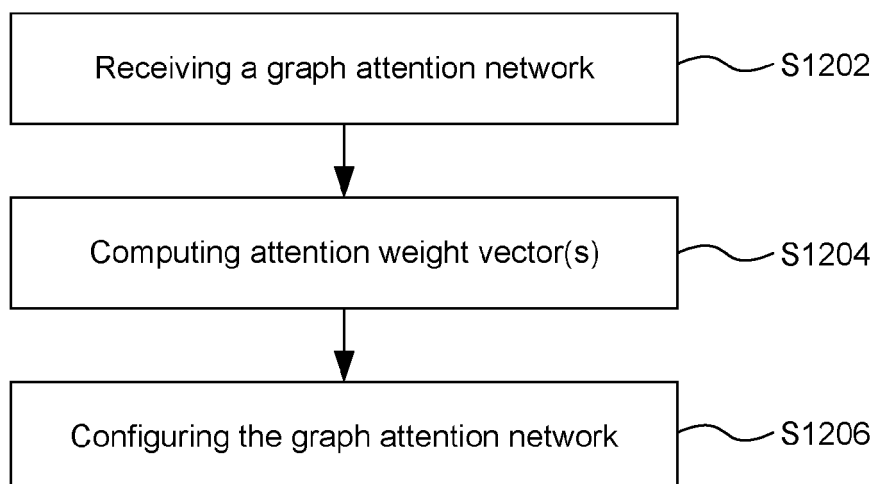 Receiving a graph attention network S1202
Computing attention weight vector(s) S1204
Configuring the graph attention network S1206